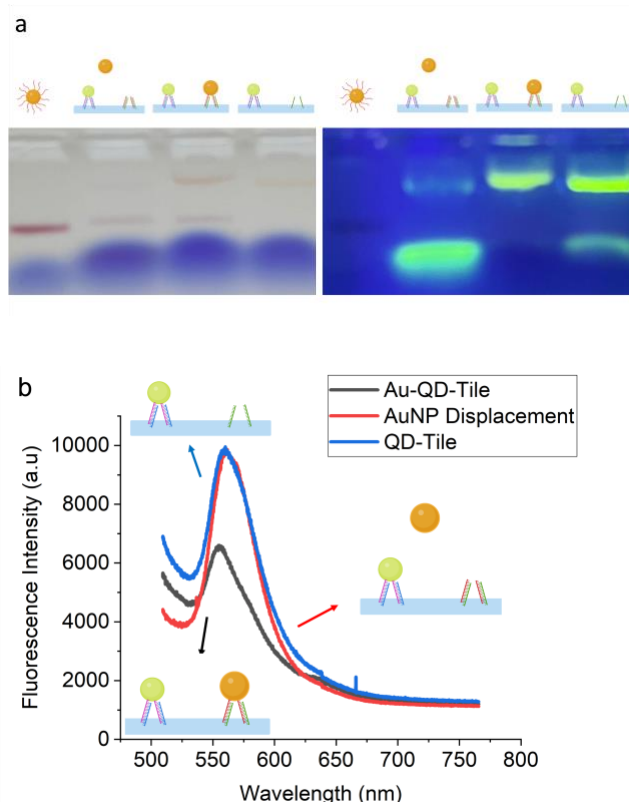 a
b
Au-QD-Tile
AuNP Displacement
QD-Tile
10000
8000
6000
4000
2000
0
Fluorescence Intensity (a.u)
500
550
600
650
700
750
800
Wavelength (nm)